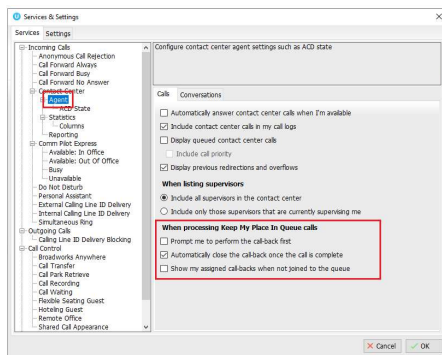 Services & Settings
Services Settings
Incoming Calls
Anonymous Call Rejection
Call Forward Always
Call Forward Busy
Call Forward No Answer
Contact Center
Agent
ACD State
Statistics
Columns
Reporting
Comm Pilot Express
Available: In Office
Available: Out Of Office
Busy
Unavailable
Do Not Disturb
Personal Assistant
External Calling Line ID Delivery
Internal Calling Line ID Delivery
Simultaneous Ring
Outgoing Calls
Calling Line ID Delivery Blocking
Call Control
Broadworks Anywhere
Call Transfer
Call Park Retrieve
Call Recording
Call Waiting
Flexible Seating Guest
Hoteling Guest
Remote Office
Shared Call Appearance
Configure contact center agent settings such as ACD state
Calls Conversations
Automatically answer contact center calls when I'm available
Include contact center calls in my call logs
Display queued contact center calls
Include call priority
Display previous redirections and overflows
When listing supervisors
Include all supervisors in the contact center
Include only those supervisors that are currently supervising me
When processing Keep My Place In Queue calls
Prompt me to perform the call-back first
Automatically close the call-back once the call is complete
Show my assigned call-backs when not joined to the queue
Cancel OK